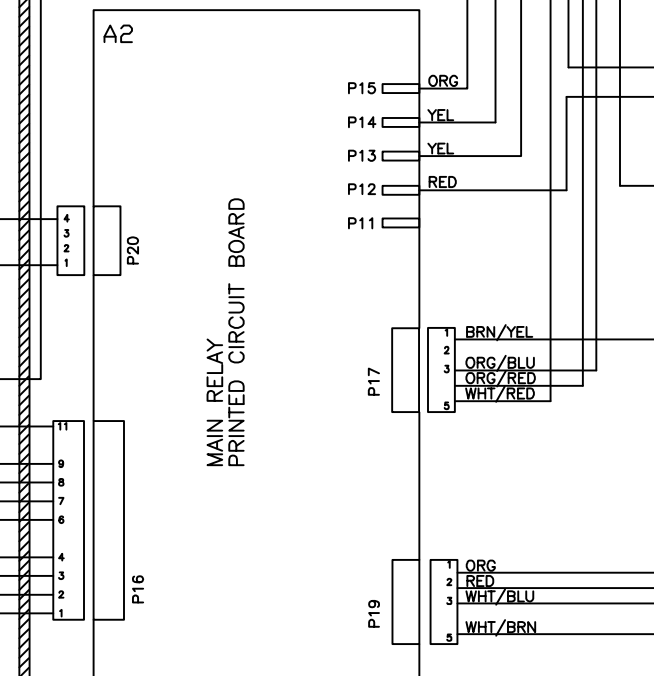 A2
P15 ORG
P14 YEL
P13 YEL
P12 RED
P11
4
3
2
1
P20
MAIN RELAY
PRINTED CIRCUIT BOARD
P17
1 BRN/YEL
2
3 ORG/BLU
ORG/RED
WHT/RED
5
11
9
8
7
6
4
3
2
1
P16
P19
1 ORG
2 RED
3 WHT/BLU
5 WHT/BRN